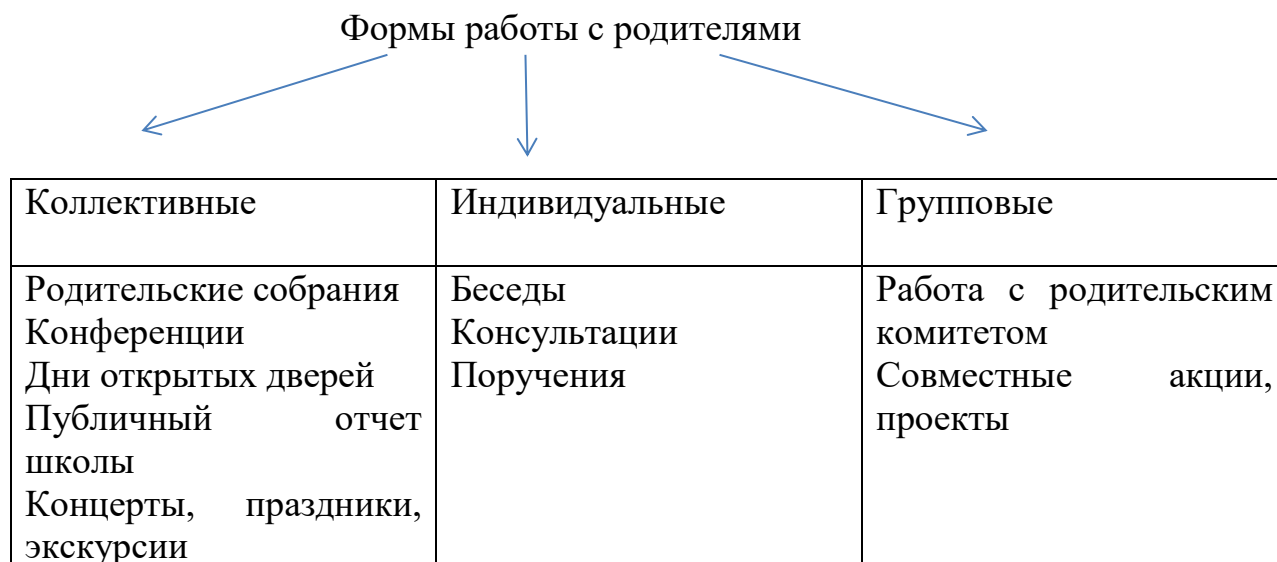 Формы работы с родителями
Коллективные
Индивидуальные
Групповые
Родительские собрания
Конференции
Дни открытых дверей
Публичный отчет
школы
Концерты, праздники,
экскурсии
Беседы
Консультации
Поручения
Работа с родительским
комитетом
Совместные акции,
проекты